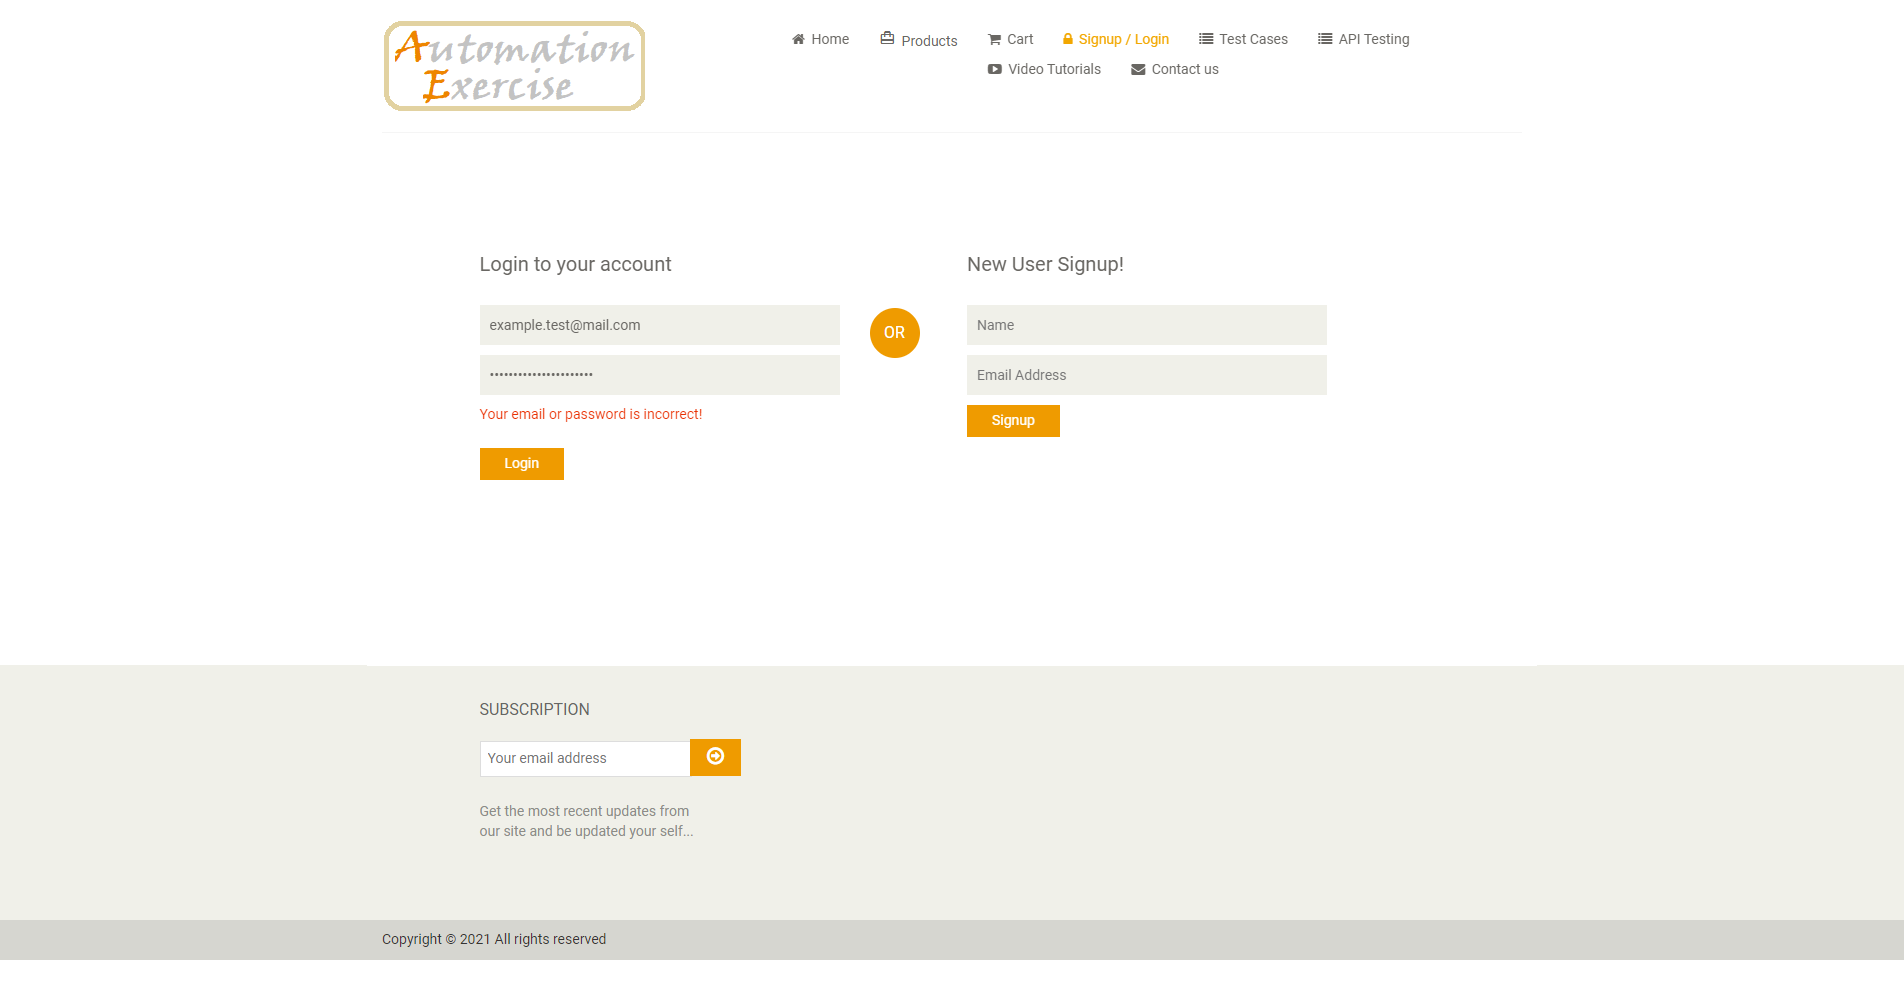 Automation
Exercise
Home
Products
Cart
Signup / Login
Test Cases
API Testing
Video Tutorials
Contact us
Login to your account
example.test@mail.com
••••••••••••••••••••••
Your email or password is incorrect!
Login
OR
New User Signup!
Name
Email Address
Signup
SUBSCRIPTION
Your email address
Get the most recent updates from
our site and be updated your self...
Copyright © 2021 All rights reserved